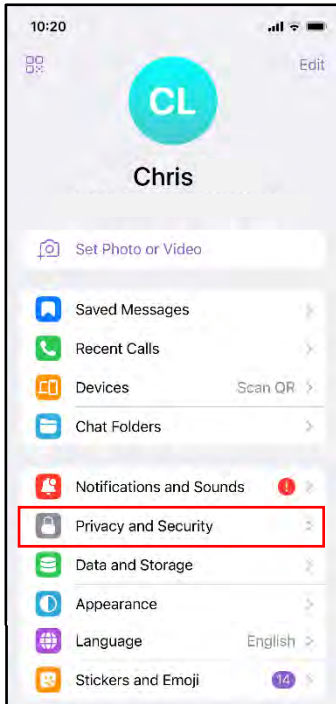 10:20
Edit
CL
Chris
Set Photo or Video
Saved Messages
Recent Calls
Devices Scan QR
Chat Folders
Notifications and Sounds !
Privacy and Security
Data and Storage
Appearance
Language English
Stickers and Emoji 14